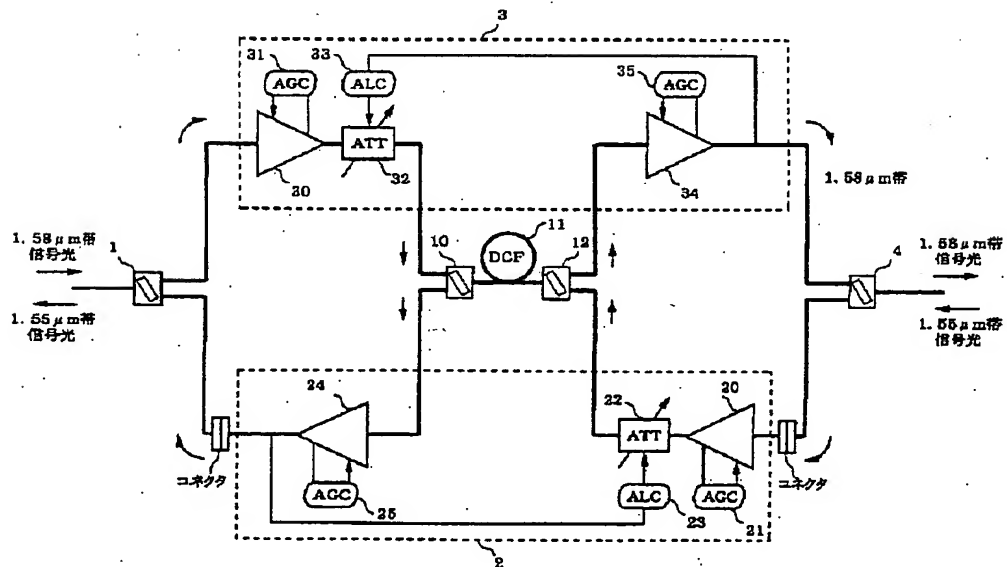 3
31
33
35
AGC
ALC
AGC
ATT
30
32
34
1.58μm帯
1.58μm帯
信号光
1
10
11
DCF
12
4
1.58μm帯
信号光
1.55μm帯
信号光
1.55μm帯
信号光
24
22
20
ATT
コネクタ
コネクタ
AGC
25
ALC
23
AGC
21
2